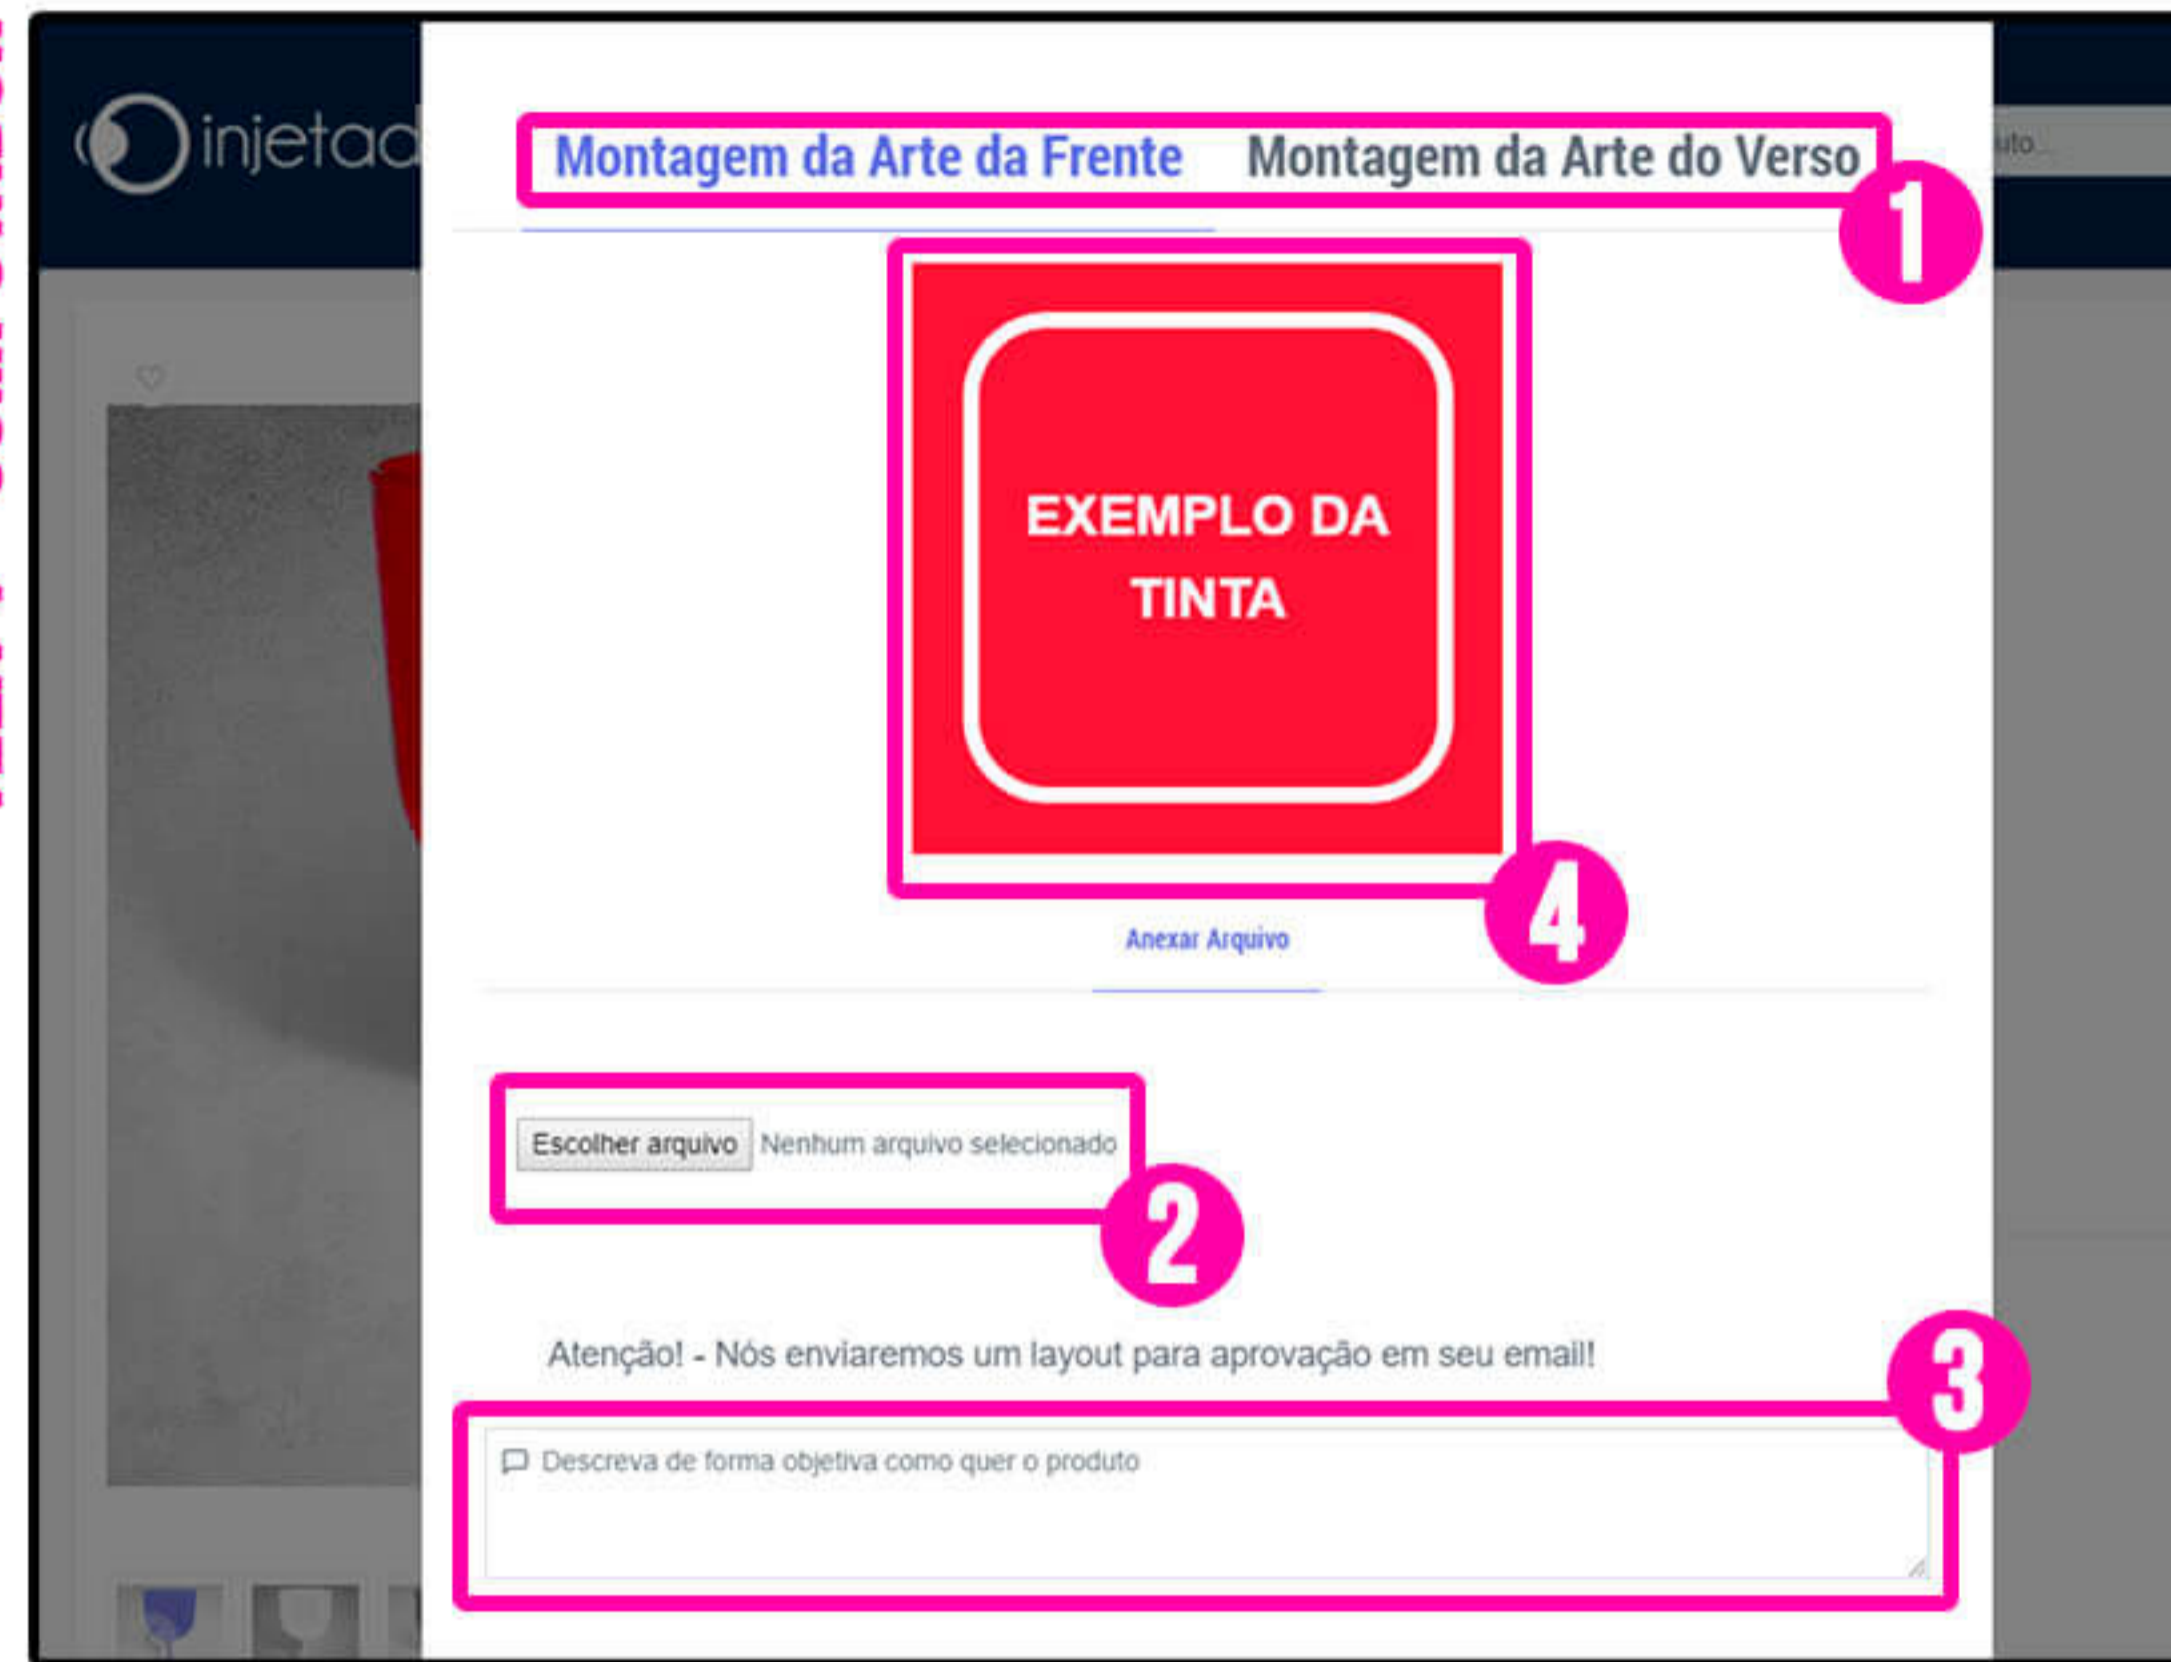 injetad
Montagem da Arte da Frente Montagem da Arte do Verso
uto...
1
EXEMPLO DA
TINTA
4
Anexar Arquivo
Escolher arquivo Nenhum arquivo selecionado
2
Atenção! - Nós enviaremos um layout para aprovação em seu email!
3
Descreva de forma objetiva como quer o produto